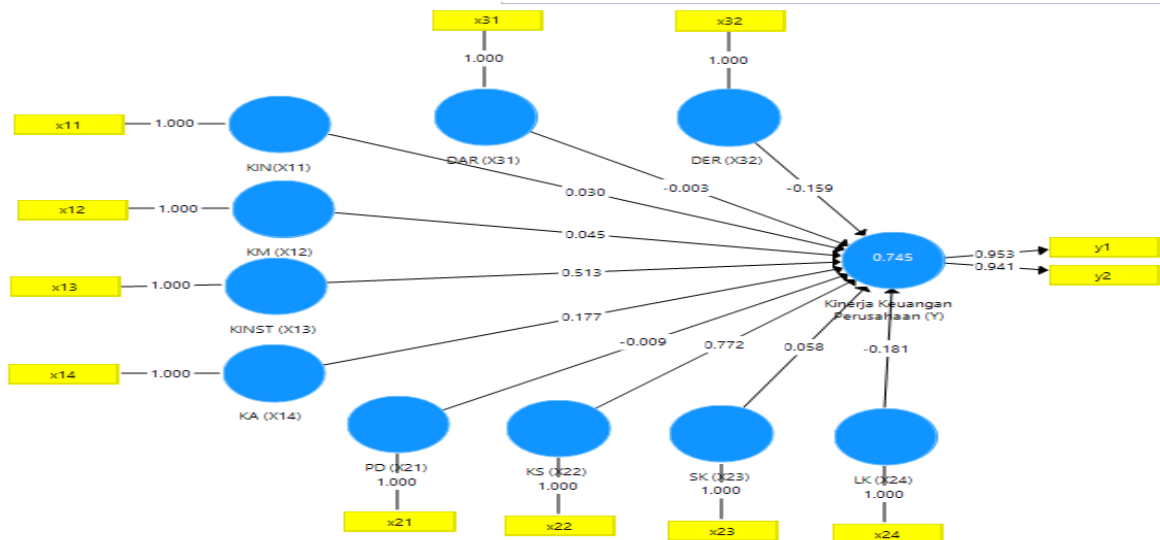 x31
x32
1.000
1.000
x11
1.000
DAR (X31)
DER (X32)
KIN(X11)
0.030
-0.003
-0.159
x12
1.000
KM (X12)
0.045
0.745
0.953
y1
0.941
y2
x13
1.000
0.513
KINST (X13)
Kinerja Keuangan
Perusahaan (Y)
0.177
-0.009
0.772
0.058
-0.181
x14
1.000
KA (X14)
PD (X21)
KS (X22)
SK (X23)
LK (X24)
1.000
1.000
1.000
1.000
x21
x22
x23
x24